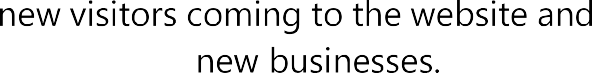 new visitors coming to the website and
new businesses.